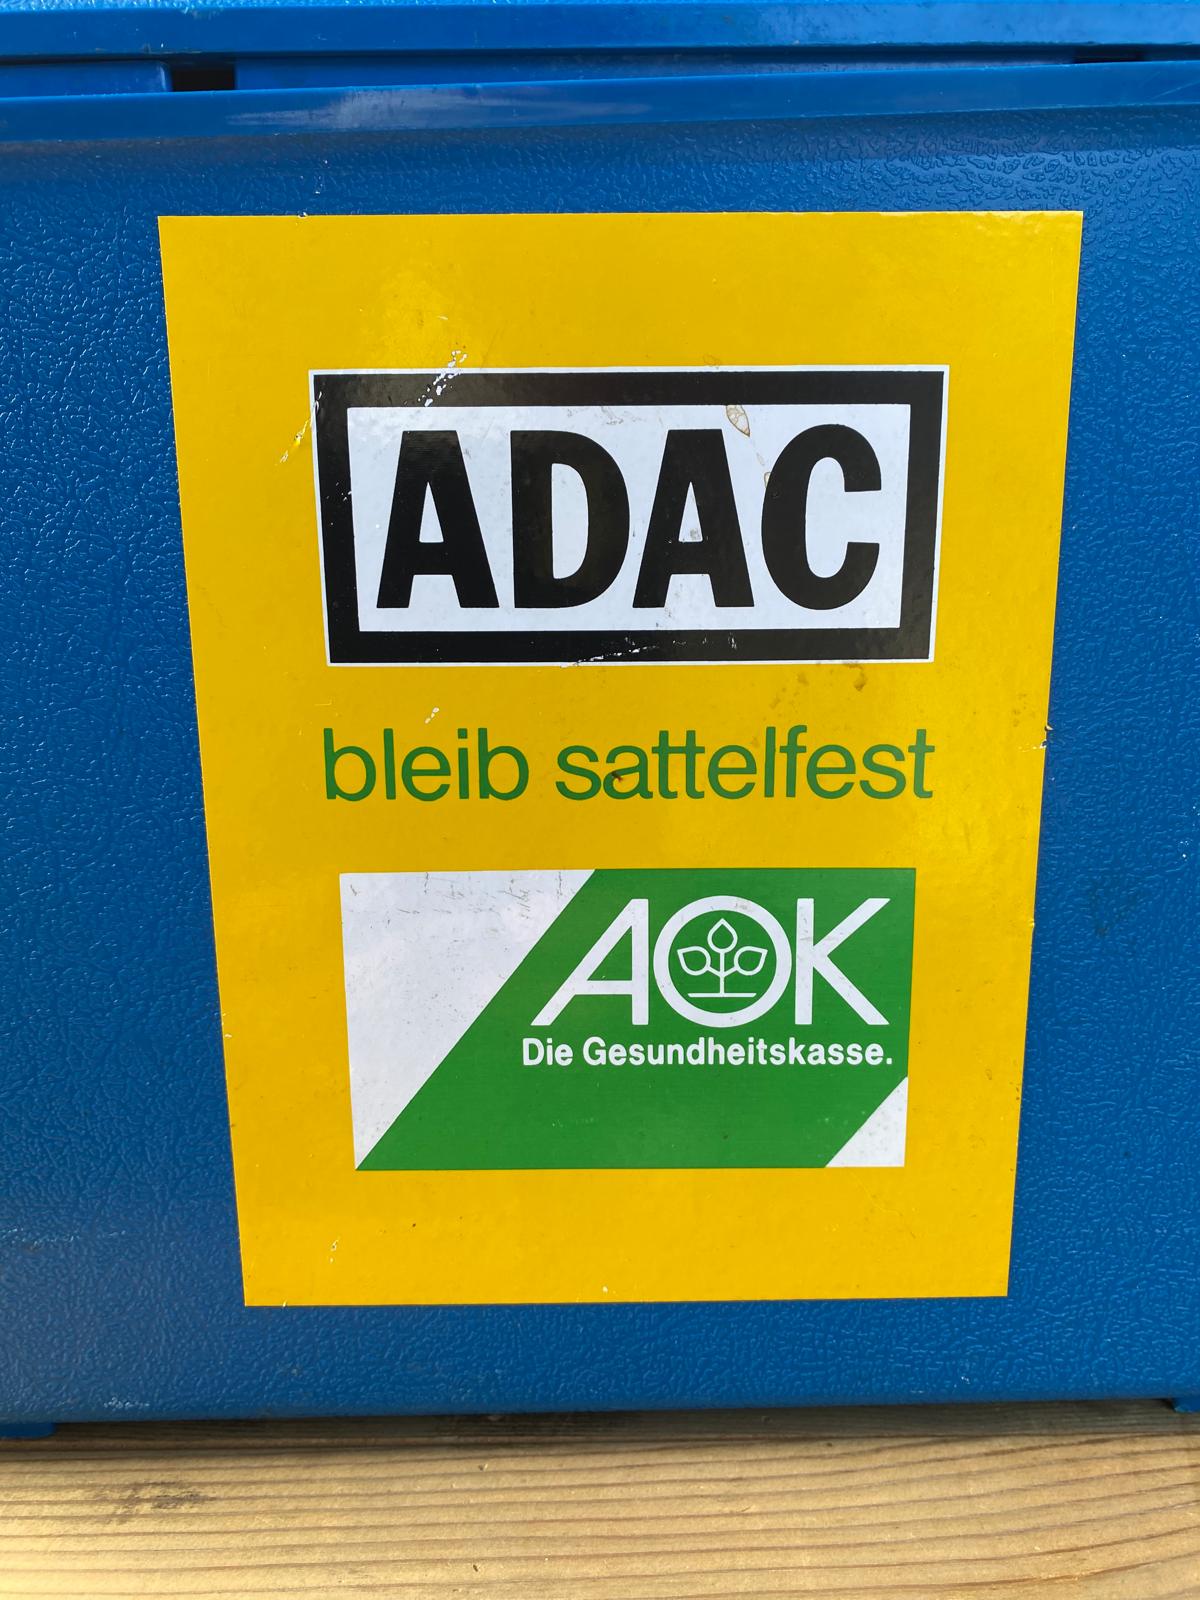 ADAC
bleib sattelfest
AOK
Die Gesundheitskasse.